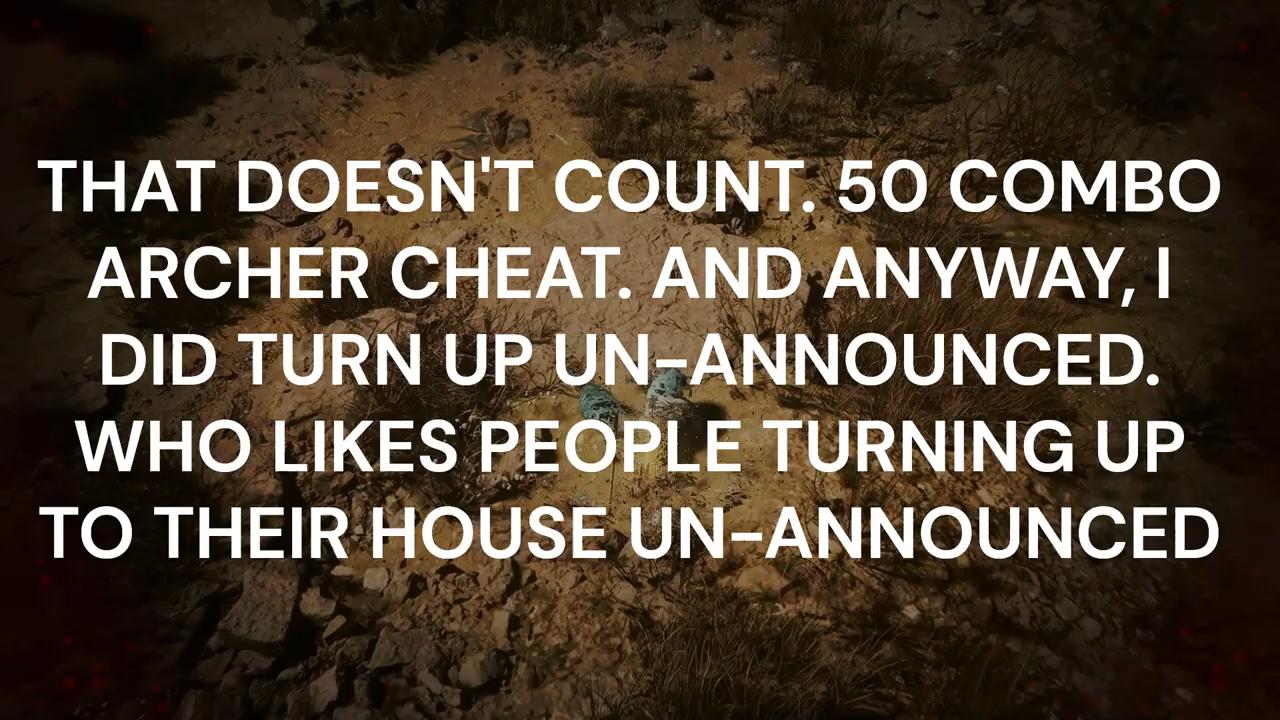 THAT DOESN'T COUNT. 50 COMBO
ARCHER CHEAT. AND ANYWAY, I
DID TURN UP UN-ANNOUNCED.
WHO LIKES PEOPLE TURNING UP
TO THEIR HOUSE UN-ANNOUNCED